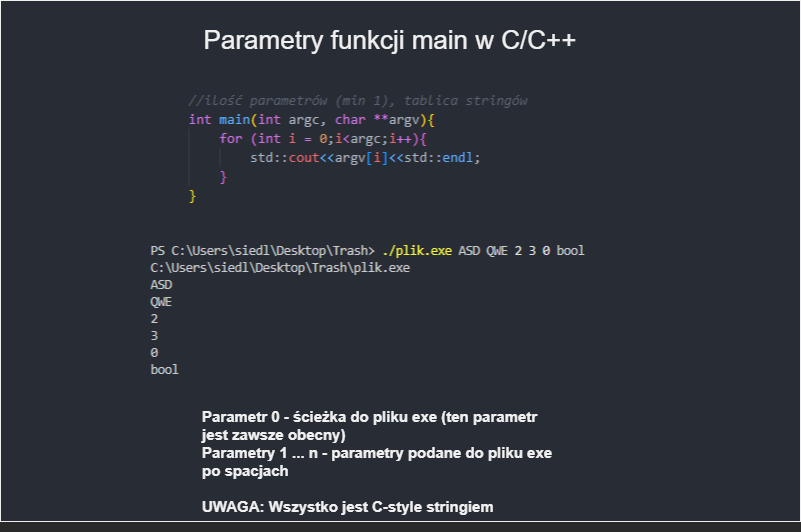 Parametry funkcji main w C/C++
//ilość parametrów (min 1), tablica stringów
int main(int argc, char **argv){
    for (int i = 0;i<argc;i++){
        std::cout<<argv[i]<<std::endl;
    }
}
PS C:\Users\siedl\Desktop\Trash> ./plik.exe ASD QWE 2 3 0 bool
C:\Users\siedl\Desktop\Trash\plik.exe
ASD
QWE
2
3
0
bool
Parametr 0 - ścieżka do pliku exe (ten parametr
jest zawsze obecny)
Parametry 1 ... n - parametry podane do pliku exe
po spacjach
UWAGA: Wszystko jest C-style stringiem